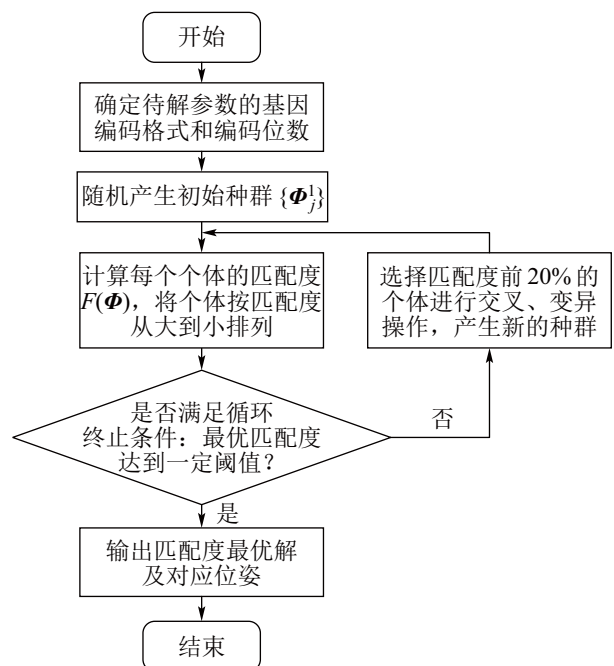 开始
确定待解参数的基因
编码格式和编码位数
随机产生初始种群{Φ_j^1}
计算每个个体的匹配度
F(Φ)，将个体按匹配度
从大到小排列
选择匹配度前20%的
个体进行交叉、变异
操作，产生新的种群
是否满足循环
终止条件：最优匹配度
达到一定阈值？
否
是
输出匹配度最优解
及对应位姿
结束